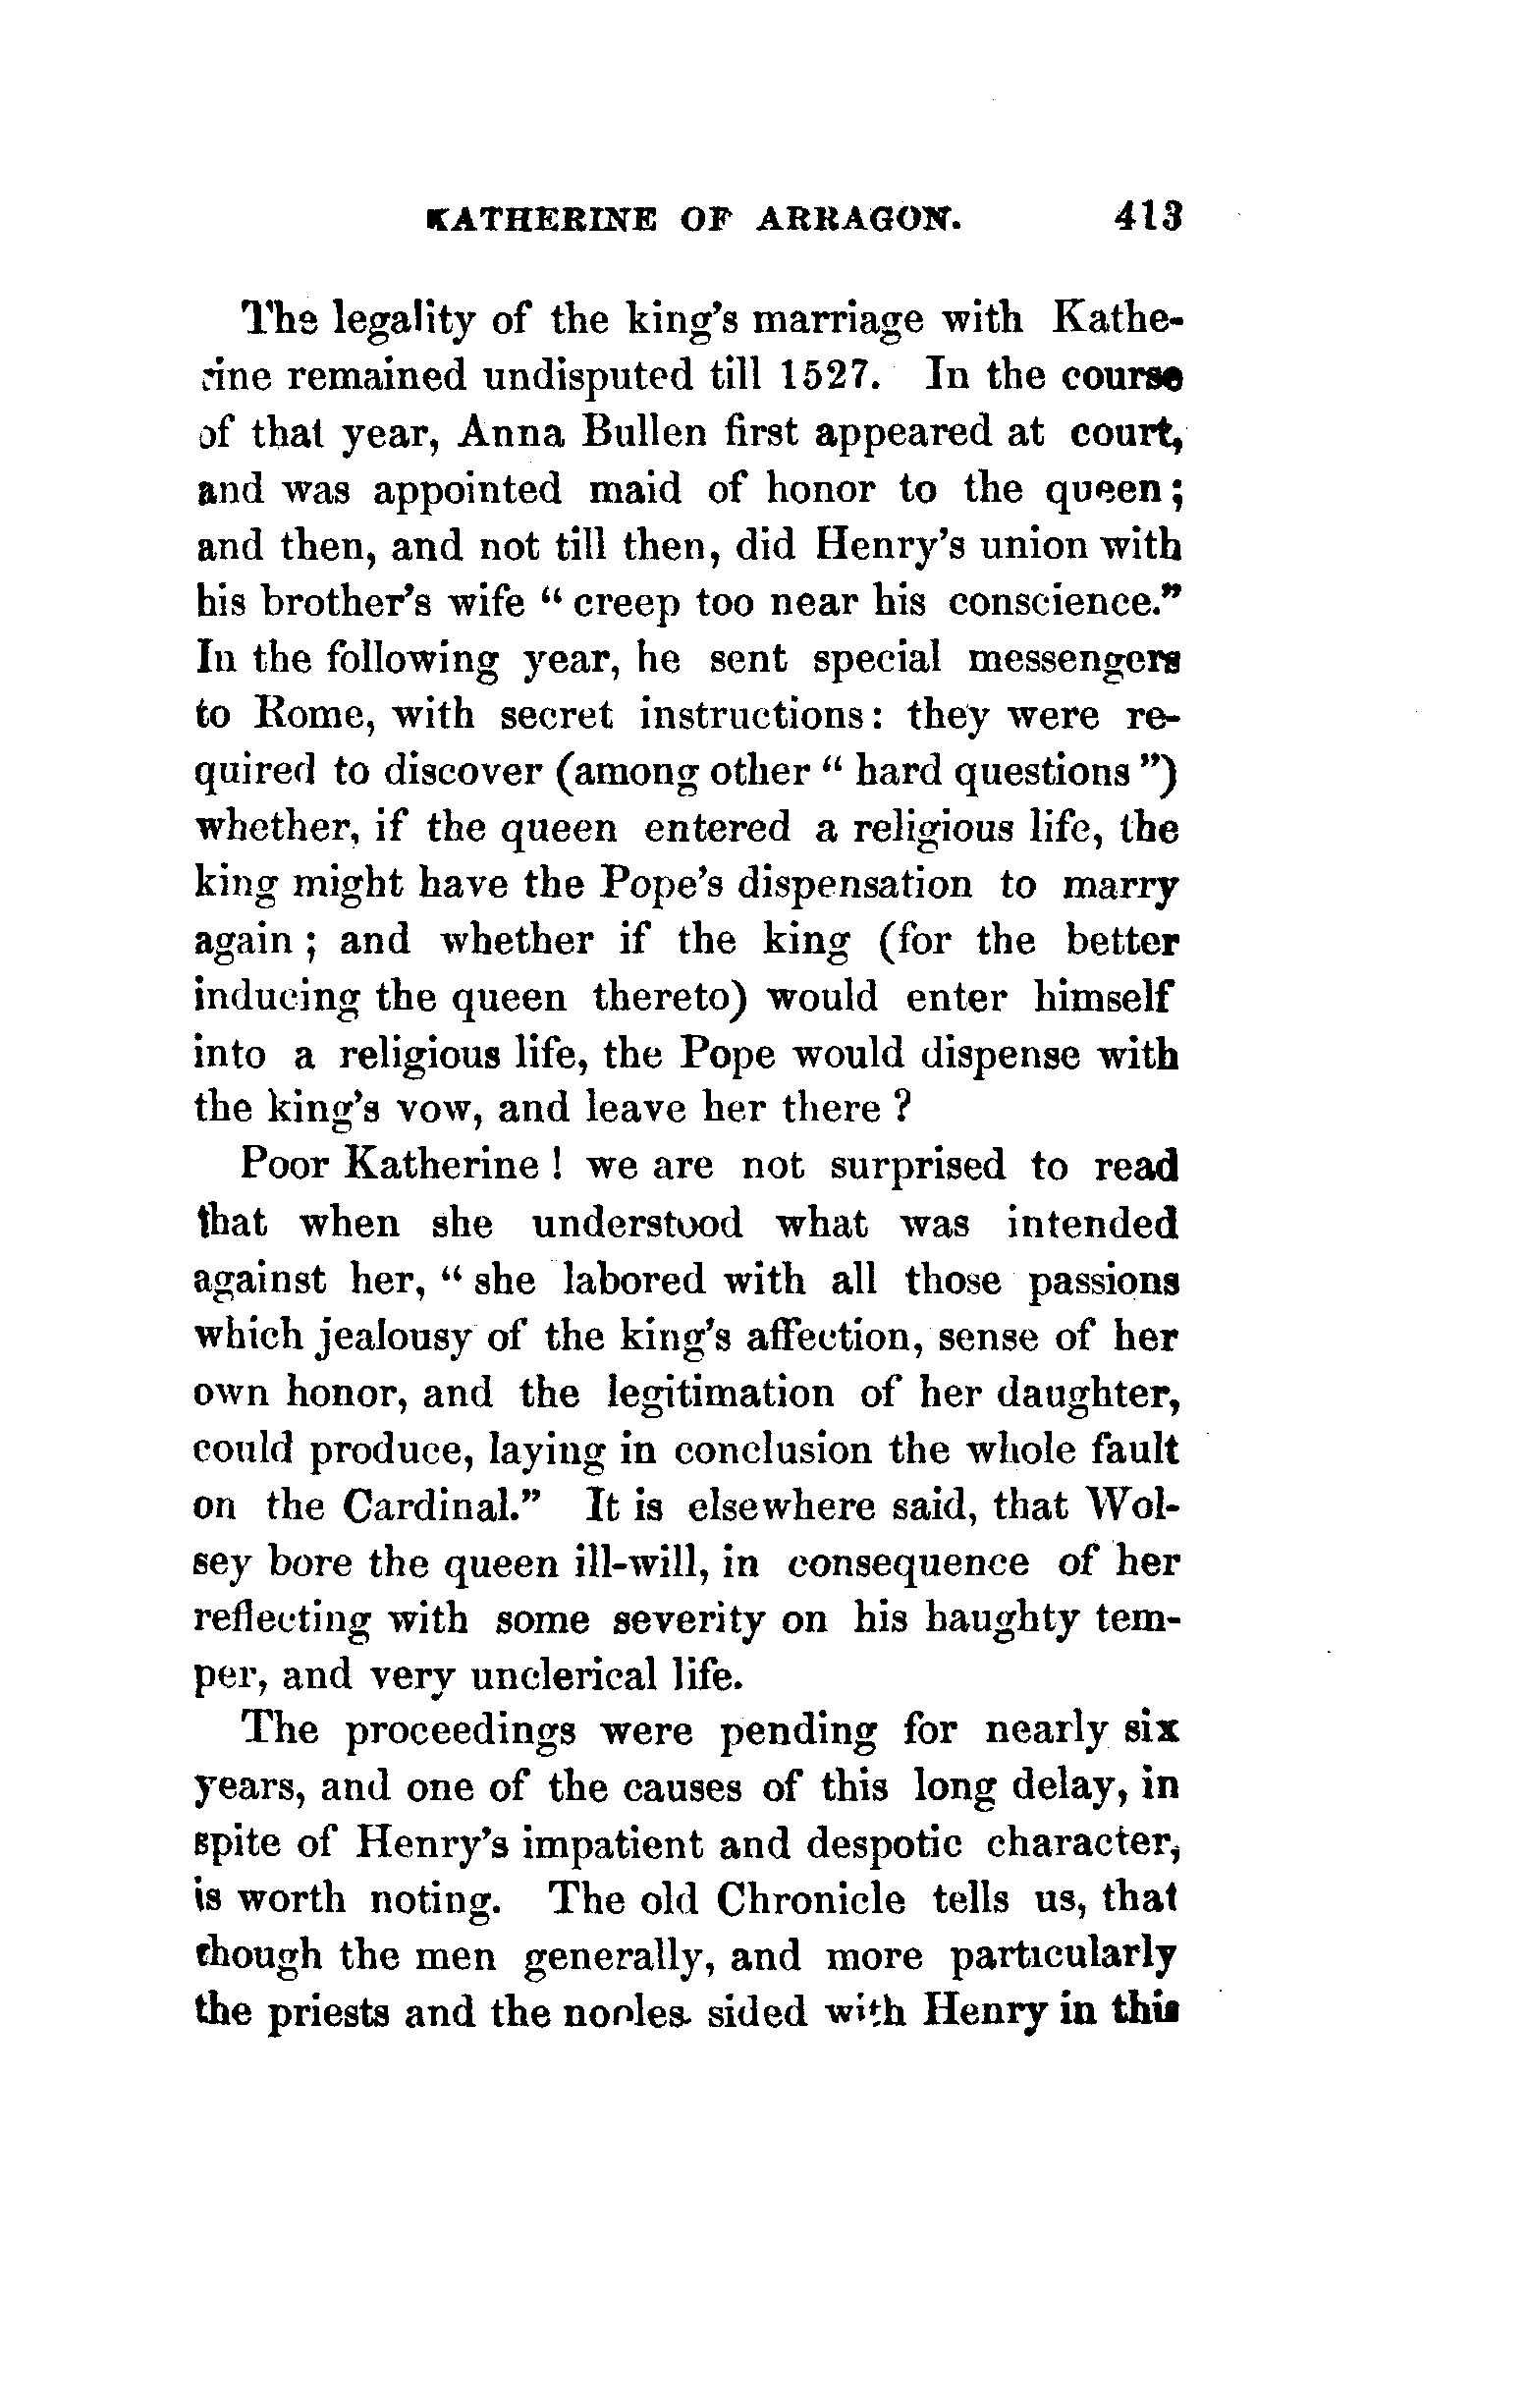 KATHERINE OF ARRAGON. 413
The legality of the king's marriage with Kathe-
rine remained undisputed till 1527. In the course
of that year, Anna Bullen first appeared at court,
and was appointed maid of honor to the queen;
and then, and not till then, did Henry's union with
his brother's wife “ creep too near his conscience.”
In the following year, he sent special messengers
to Rome, with secret instructions: they were re-
quired to discover (among other “ hard questions ”)
whether, if the queen entered a religious life, the
king might have the Pope's dispensation to marry
again ; and whether if the king (for the better
inducing the queen thereto) would enter himself
into a religious life, the Pope would dispense with
the king's vow, and leave her there ?
Poor Katherine ! we are not surprised to read
that when she understood what was intended
against her, “ she labored with all those passions
which jealousy of the king's affection, sense of her
own honor, and the legitimation of her daughter,
could produce, laying in conclusion the whole fault
on the Cardinal.” It is elsewhere said, that Wol-
sey bore the queen ill-will, in consequence of her
reflecting with some severity on his haughty tem-
per, and very unclerical life.
The proceedings were pending for nearly six
years, and one of the causes of this long delay, in
spite of Henry's impatient and despotic character,
is worth noting. The old Chronicle tells us, that
though the men generally, and more particularly
the priests and the nobles, sided with Henry in this